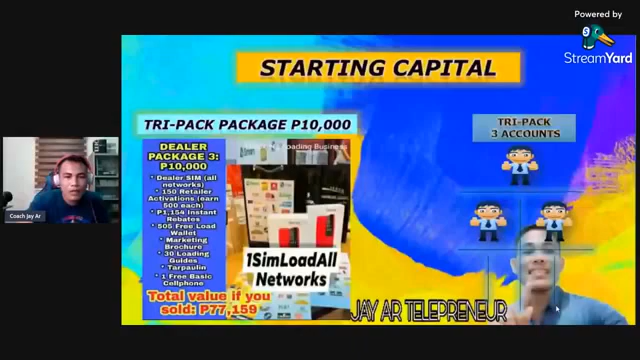 Powered by
StreamYard
STARTING CAPITAL
TRI-PACK PACKAGE P10,000
TRI-PACK
3 ACCOUNTS
DEALER
PACKAGE 3:
P10,000
* Dealer SIM (all
networks)
* 150 Retailer
Activations (earn
500 each)
* P1,154 Instant
Rebates
* 505 Free Load
Wallet
* Marketing
Brochure
* 30 Loading
Guides
* Tarpaulin
* 1 Free Basic
Cellphone
Total value if you
sold: P77,159
Loading Business
1SimLoadAll
Networks
JAY AR TELEPRENEUR
Coach Jay Ar